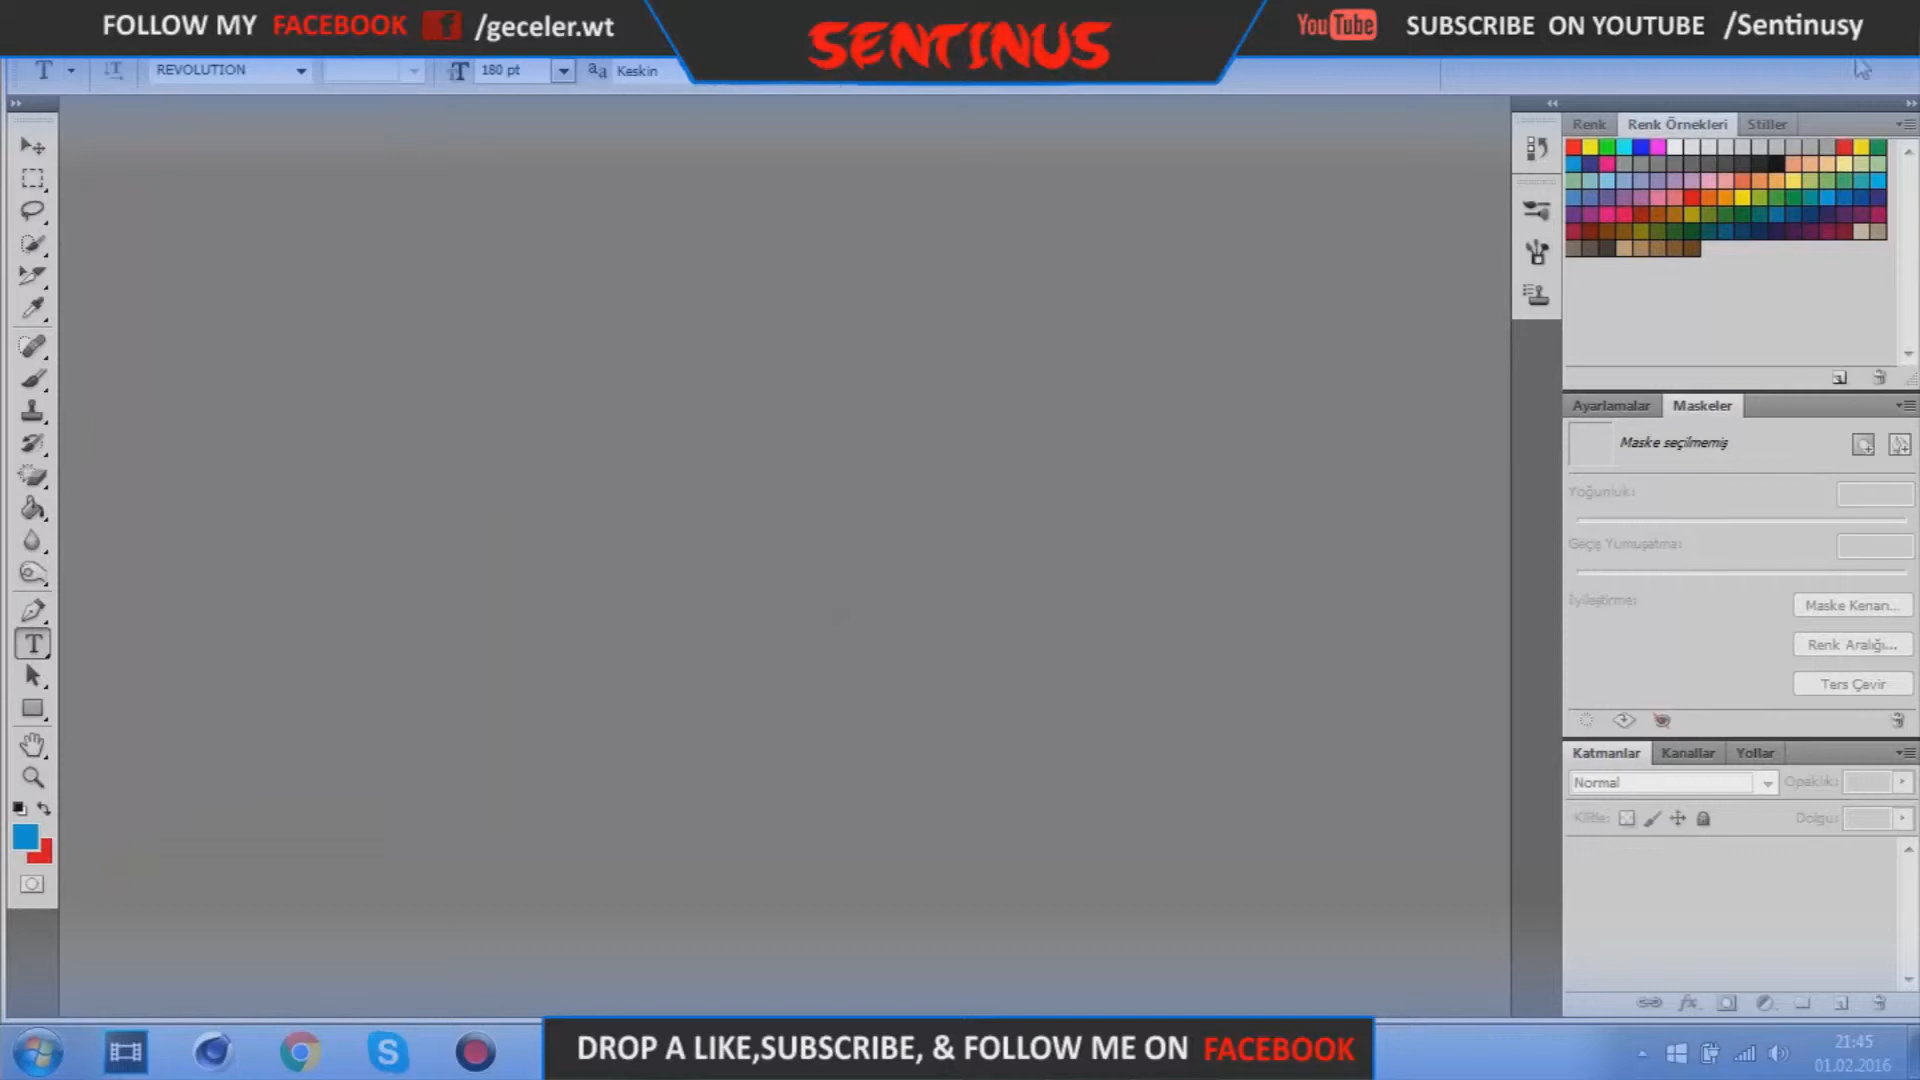 FOLLOW MY FACEBOOK f /geceler.wt
SENTINUS
YouTube SUBSCRIBE ON YOUTUBE /Sentinusy
T REVOLUTION 180 pt Keskin
Renk Renk Örnekleri Stiller
Ayarlamalar Maskeler
Maske seçilmemiş
Yoğunluk:
Geçiş Yumuşatma:
İyileştirme: Maske Kenarı...
Renk Aralığı...
Ters Çevir
Katmanlar Kanallar Yollar
Normal Opaklık:
Kilitle: Dolgu:
DROP A LIKE,SUBSCRIBE, & FOLLOW ME ON FACEBOOK
21:45
01.02.2016